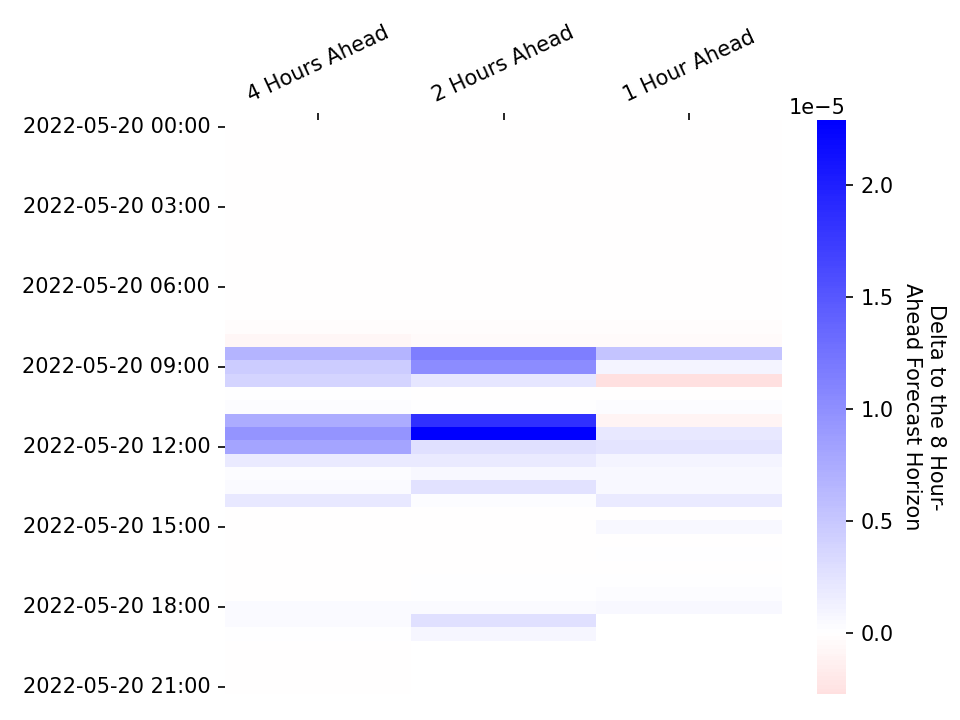 4 Hours Ahead
2 Hours Ahead
1 Hour Ahead
1e−5
2022-05-20 00:00
2022-05-20 03:00
2022-05-20 06:00
2022-05-20 09:00
2022-05-20 12:00
2022-05-20 15:00
2022-05-20 18:00
2022-05-20 21:00
2.0
1.5
1.0
0.5
0.0
Delta to the 8 Hour-
Ahead Forecast Horizon